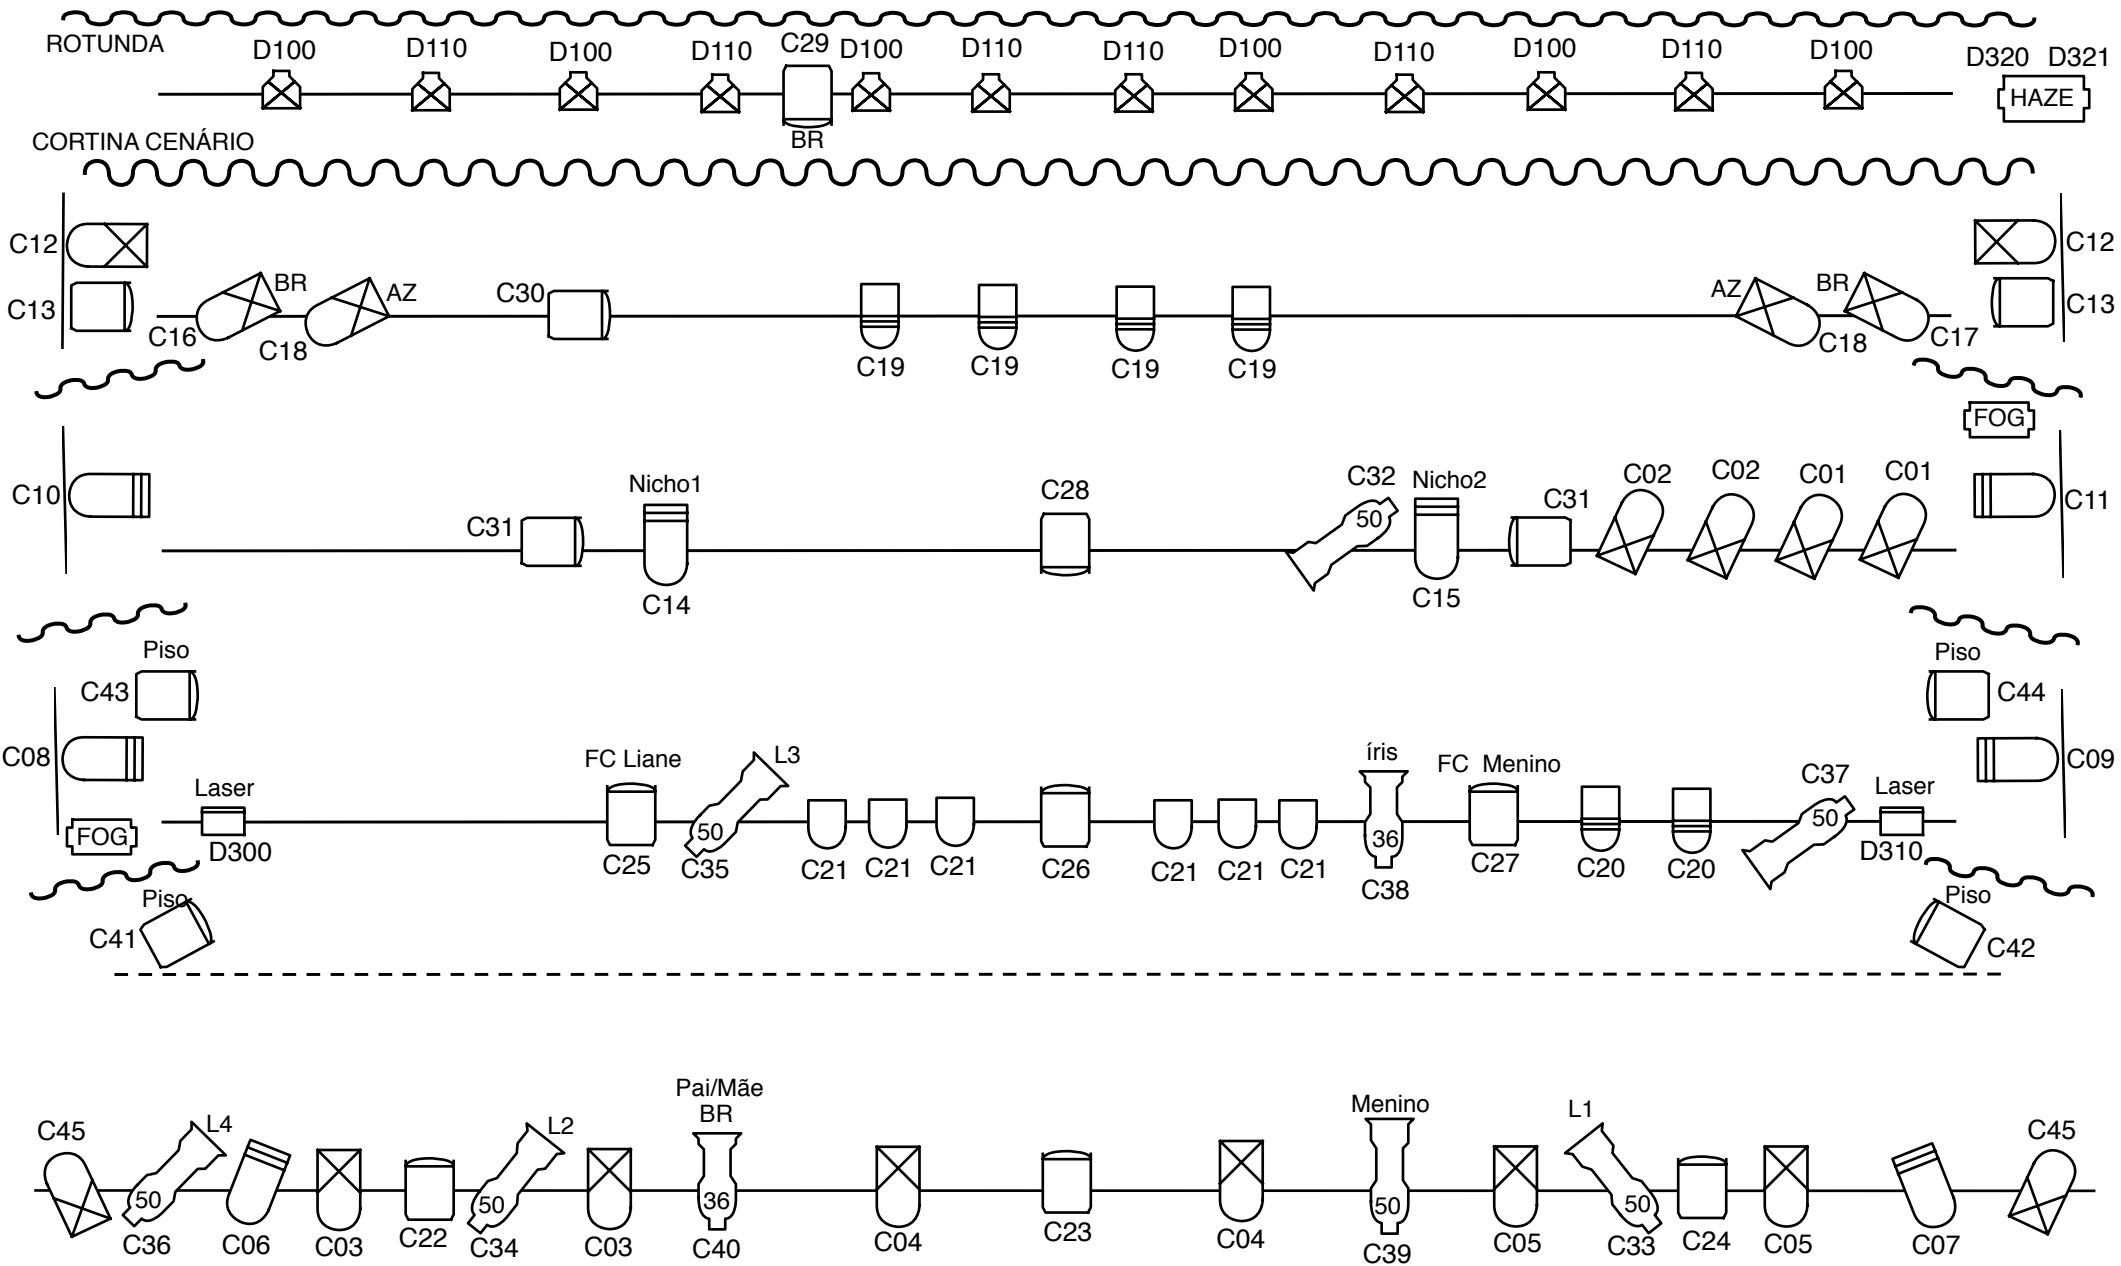 ROTUNDA
D100 D110 D100 D110 C29 D100 D110 D110 D100 D110 D100 D110 D100 D320 D321
HAZE
BR
CORTINA CENÁRIO
C12 C12
C13 BR AZ C30 AZ BR C13
C16 C18 C18 C17
C19 C19 C19 C19
FOG
C10 Nicho1 C28 C32 Nicho2 C31 C02 C02 C01 C01 C11
C31 50
C14 C15
Piso Piso
C43 C44
C08 FC Liane L3 íris FC Menino C37 C09
Laser Laser
FOG 50 36 50
D300 C25 C35 C21 C21 C21 C26 C21 C21 C21 C38 C27 C20 C20 D310
Piso Piso
C41 C42
Pai/Mãe
C45 L4 L2 BR Menino L1 C45
50 50 36 50 50
C36 C06 C03 C22 C34 C03 C40 C04 C23 C04 C39 C05 C33 C24 C05 C07